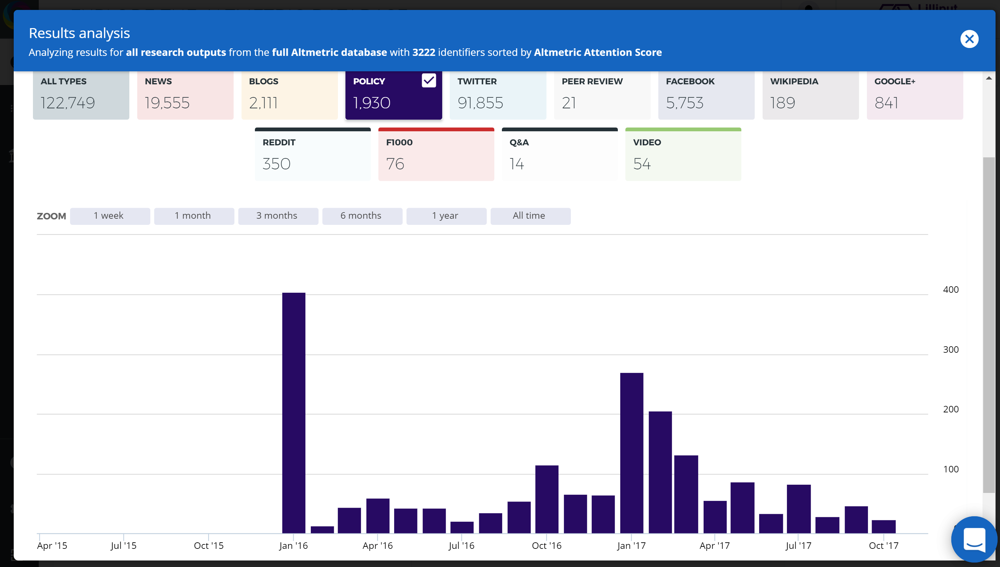 Lilliput
Results analysis
Analyzing results for all research outputs from the full Altmetric database with 3222 identifiers sorted by Altmetric Attention Score
ALL TYPES NEWS BLOGS POLICY TWITTER PEER REVIEW FACEBOOK WIKIPEDIA GOOGLE+
122,749 19,555 2,111 1,930 91,855 21 5,753 189 841
REDDIT F1000 Q&A VIDEO
350 76 14 54
ZOOM 1 week 1 month 3 months 6 months 1 year All time
400
300
200
100
Apr '15 Jul '15 Oct '15 Jan '16 Apr '16 Jul '16 Oct '16 Jan '17 Apr '17 Jul '17 Oct '17